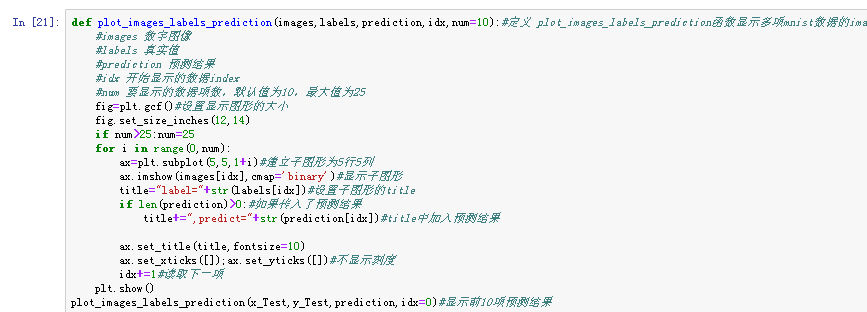 In [21]: def plot_images_labels_prediction(images,labels,prediction,idx,num=10):#定义 plot_images_labels_prediction函数显示多项mnist数据的ima
#images 数字图像
#labels 真实值
#prediction 预测结果
#idx 开始显示的数据index
#num 要显示的数据项数，默认值为10，最大值为25
fig=plt.gcf()#设置显示图形的大小
fig.set_size_inches(12,14)
if num>25:num=25
for i in range(0,num):
ax=plt.subplot(5,5,1+i)#建立子图形为5行5列
ax.imshow(images[idx],cmap='binary')#显示子图形
title="label="+str(labels[idx])#设置子图形的title
if len(prediction)>0:#如果传入了预测结果
title+=",predict="+str(prediction[idx])#title中加入预测结果
ax.set_title(title,fontsize=10)
ax.set_xticks([]);ax.set_yticks([])#不显示刻度
idx+=1#读取下一项
plt.show()
plot_images_labels_prediction(x_Test,y_Test,prediction,idx=0)#显示前10项预测结果